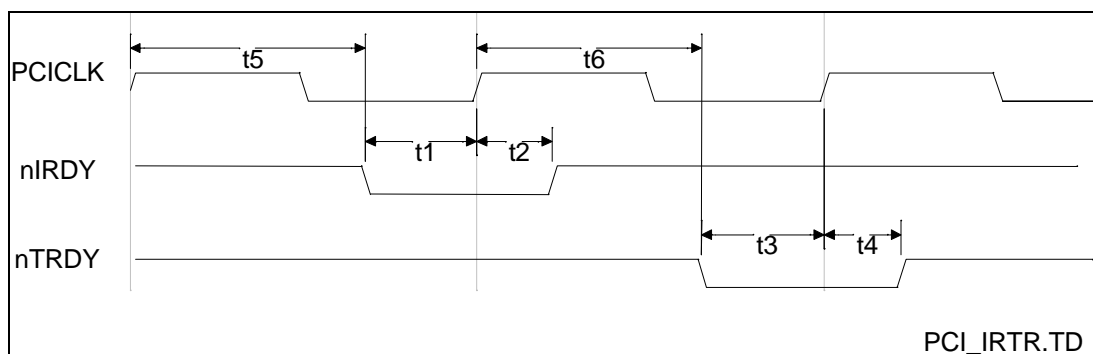 t5
t6
PCICLK
t1
t2
nIRDY
t3
t4
nTRDY
PCI_IRTR.TD